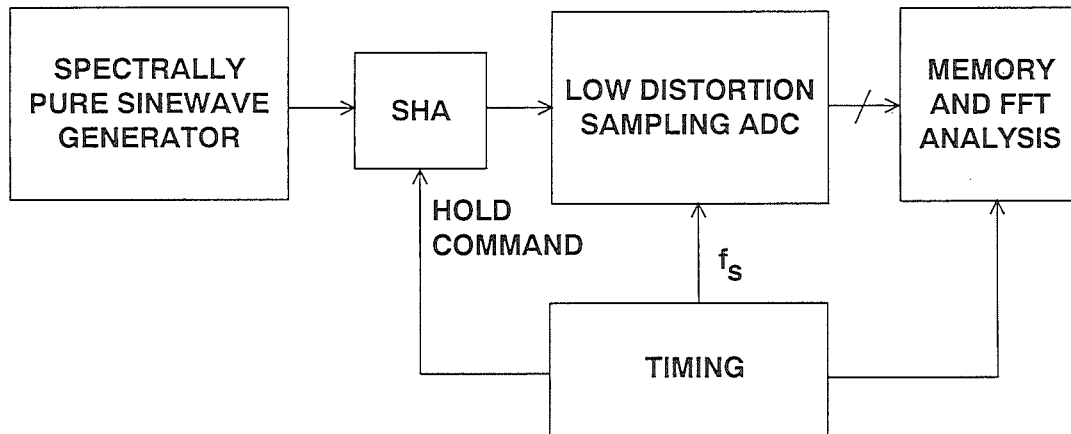 SPECTRALLY
PURE SINEWAVE
GENERATOR
SHA
LOW DISTORTION
SAMPLING ADC
MEMORY
AND FFT
ANALYSIS
HOLD
COMMAND
fs
TIMING